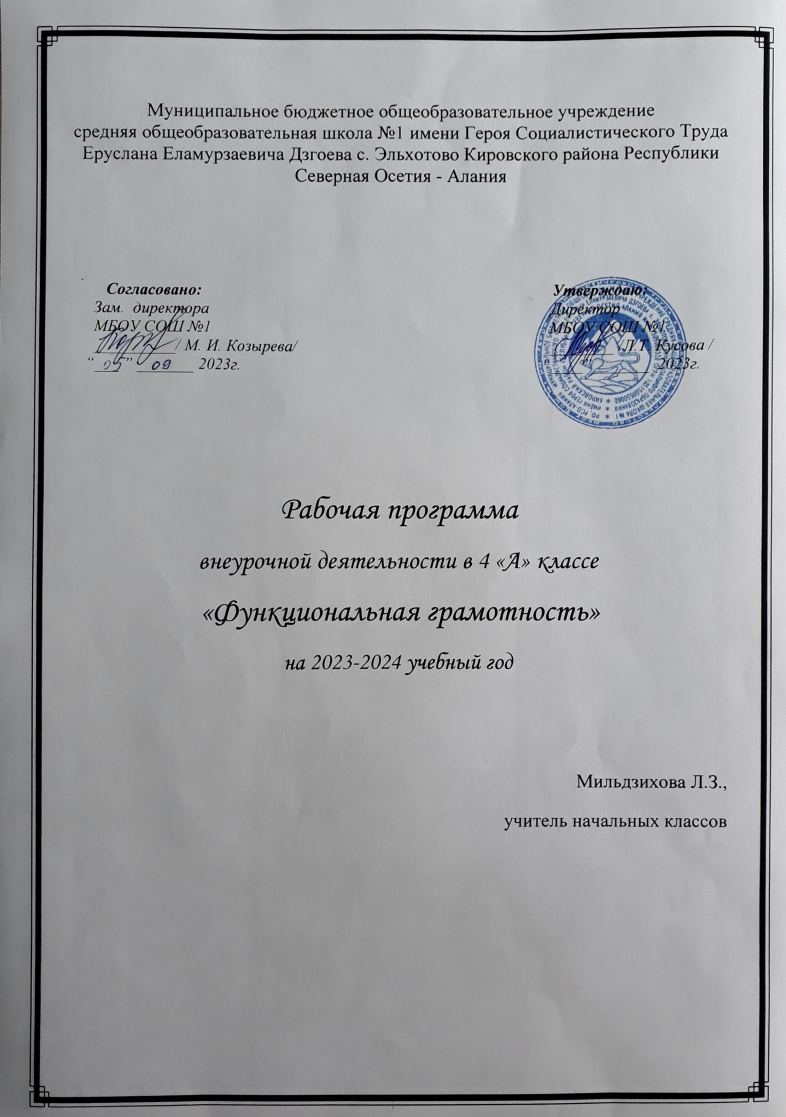 Муниципальное бюджетное общеобразовательное учреждение
средняя общеобразовательная школа №1 имени Героя Социалистического Труда
Еруслана Еламурзаевича Дзгоева с. Эльхотово Кировского района Республики
Северная Осетия - Алания
Согласовано:
Зам. директора
МБОУ СОШ №1
/ М. И. Козырева/
“ 05 ” 09 2023г.
Утверждаю:
Директор
МБОУ СОШ №1
/Л.Т. Кусова /
2023г.
Рабочая программа
внеурочной деятельности в 4 «А» классе
«Функциональная грамотность»
на 2023-2024 учебный год
Мильдзихова Л.З.,
учитель начальных классов